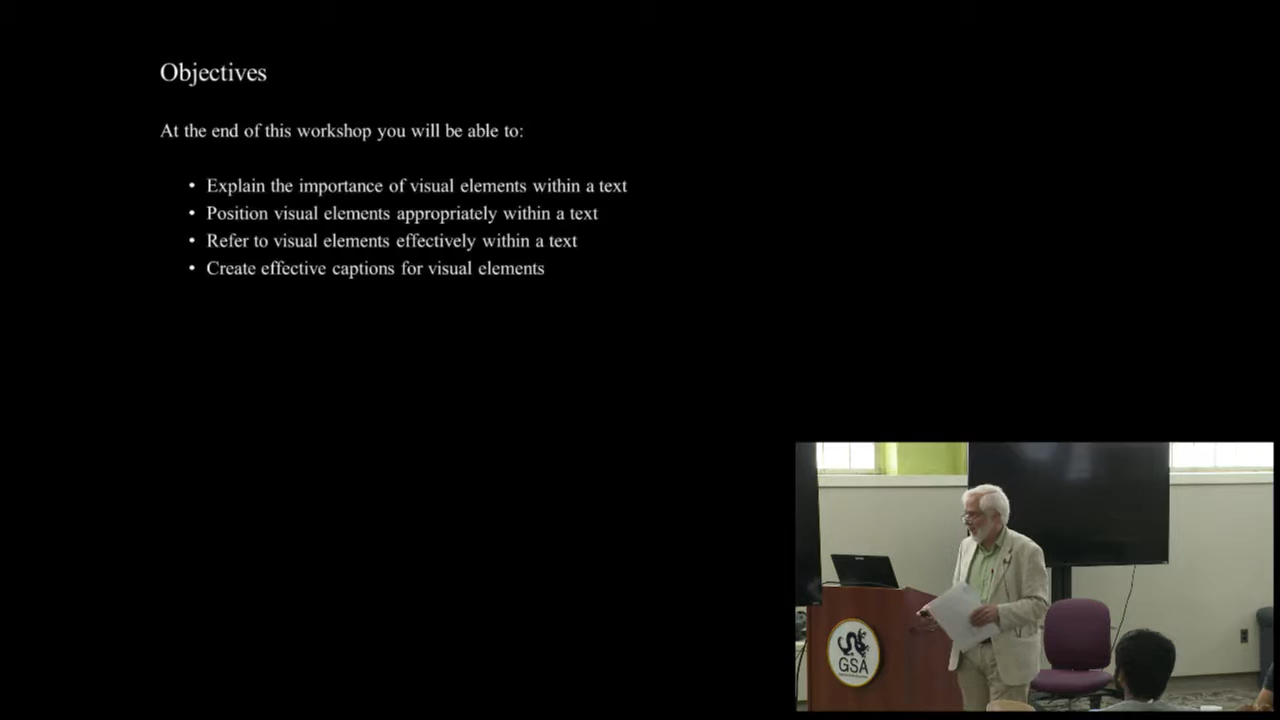 Objectives
At the end of this workshop you will be able to:
• Explain the importance of visual elements within a text
• Position visual elements appropriately within a text
• Refer to visual elements effectively within a text
• Create effective captions for visual elements
GSA